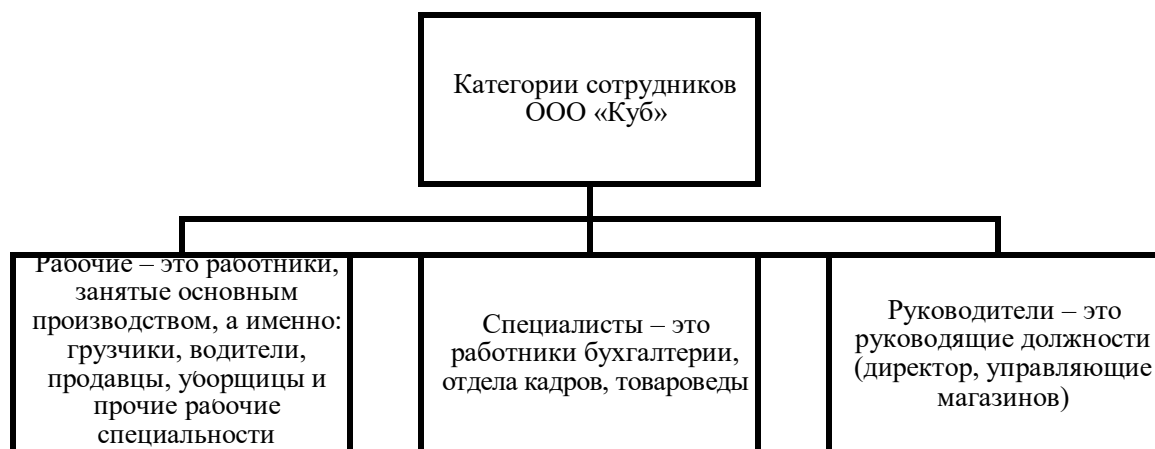 Категории сотрудников
ООО «Куб»
Рабочие – это работники,
занятые основным
производством, а именно:
грузчики, водители,
продавцы, уборщицы и
прочие рабочие
специальности
Специалисты – это
работники бухгалтерии,
отдела кадров, товароведы
Руководители – это
руководящие должности
(директор, управляющие
магазинов)